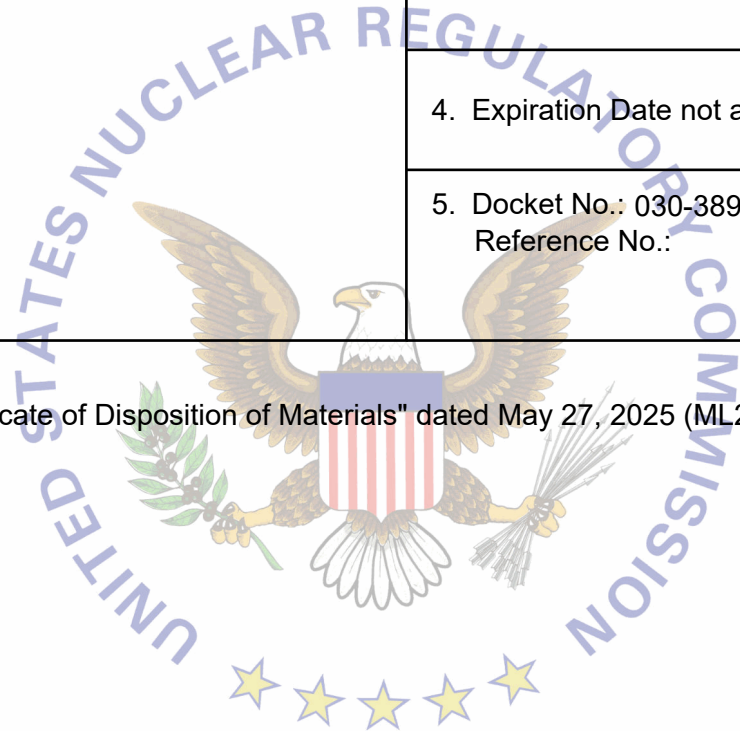 UNITED STATES NUCLEAR REGULATORY COMMISSION
4. Expiration Date not a
5. Docket No.: 030-389
Reference No.:
cate of Disposition of Materials" dated May 27, 2025 (ML2